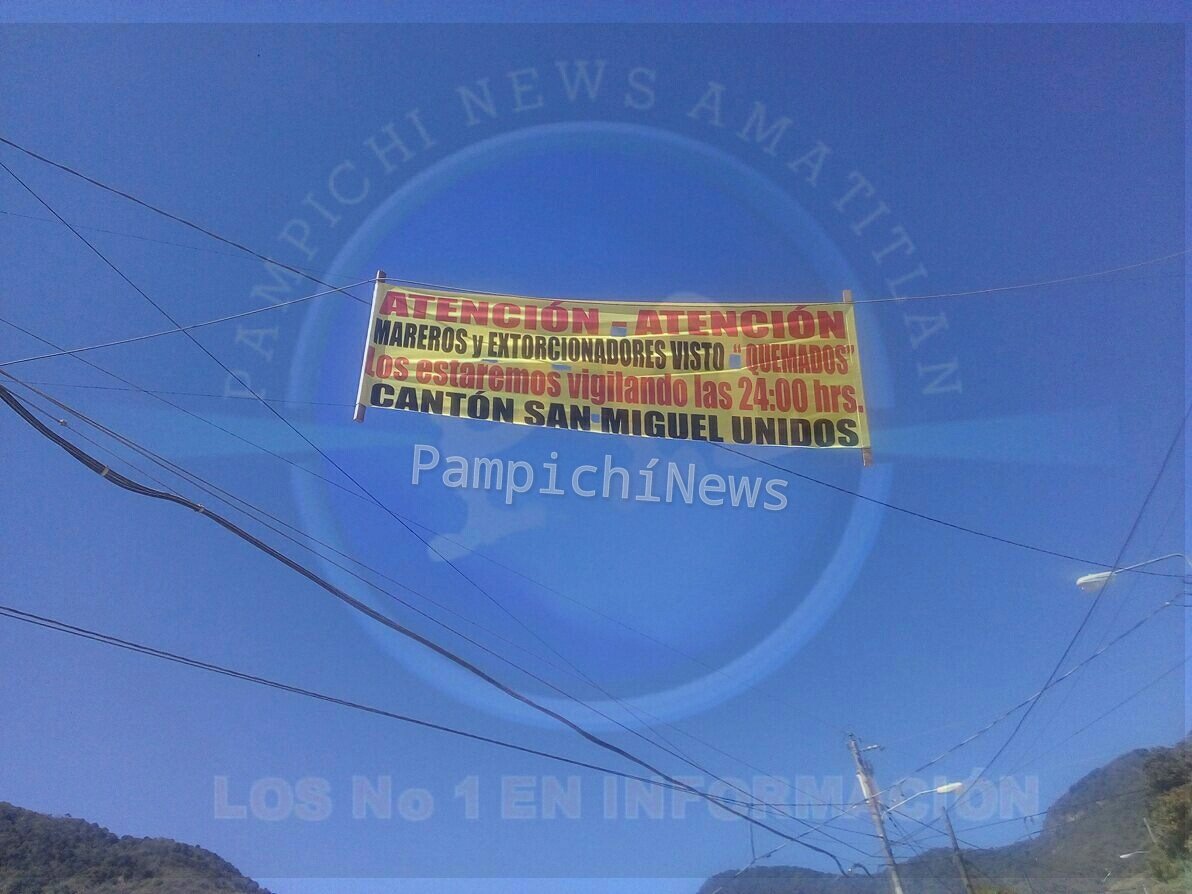 PAMPICHI NEWS AMATITLAN
ATENCIÓN - ATENCIÓN
MAREROS y EXTORCIONADORES VISTO " QUEMADOS"
Los estaremos vigilando las 24:00 hrs.
CANTÓN SAN MIGUEL UNIDOS
PampichíNews
LOS No 1 EN INFORMACIÓN